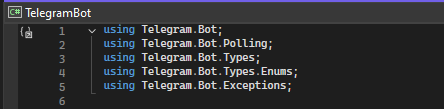 C# TelegramBot
1 using Telegram.Bot;
2 using Telegram.Bot.Polling;
3 using Telegram.Bot.Types;
4 using Telegram.Bot.Types.Enums;
5 using Telegram.Bot.Exceptions;
6